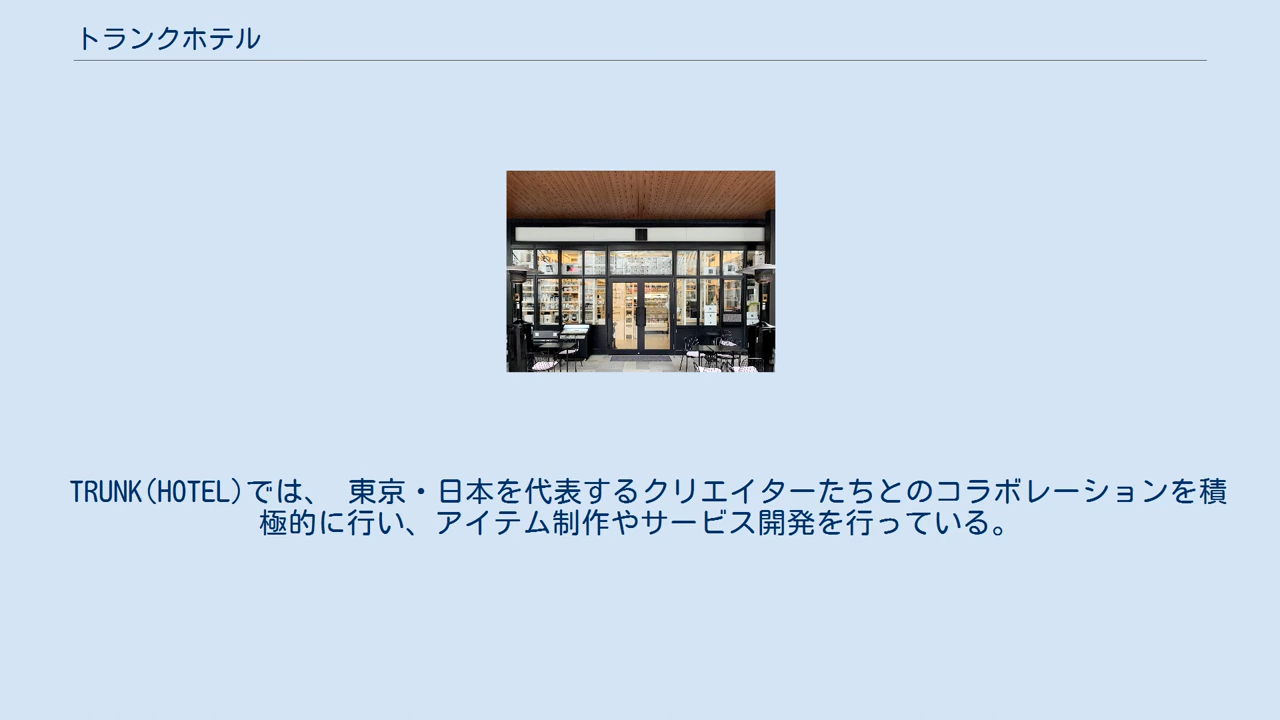 トランクホテル
TRUNK(HOTEL)では、 東京・日本を代表するクリエイターたちとのコラボレーションを積
極的に行い、アイテム制作やサービス開発を行っている。